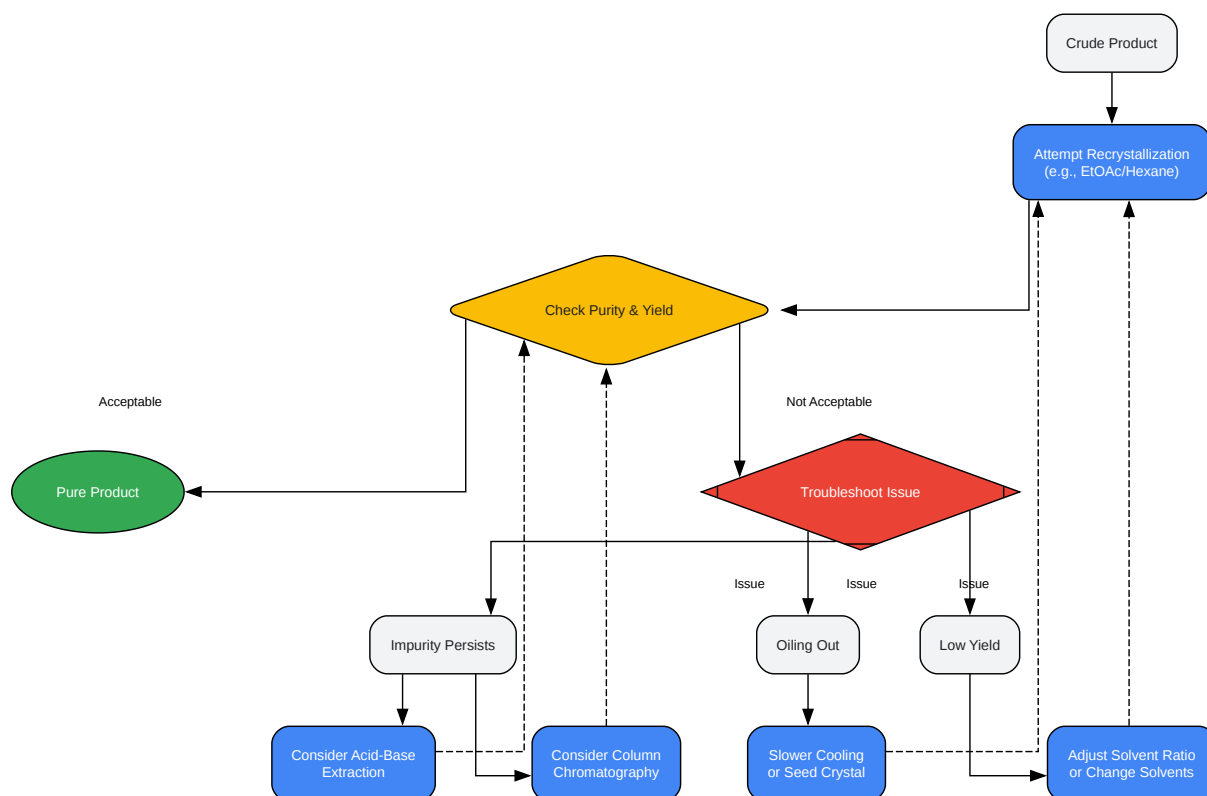 Crude Product
Attempt Recrystallization
(e.g., EtOAc/Hexane)
Check Purity & Yield
Acceptable
Not Acceptable
Pure Product
Troubleshoot Issue
Issue
Issue
Issue
Impurity Persists
Oiling Out
Low Yield
Consider Acid-Base
Extraction
Consider Column
Chromatography
Slower Cooling
or Seed Crystal
Adjust Solvent Ratio
or Change Solvents